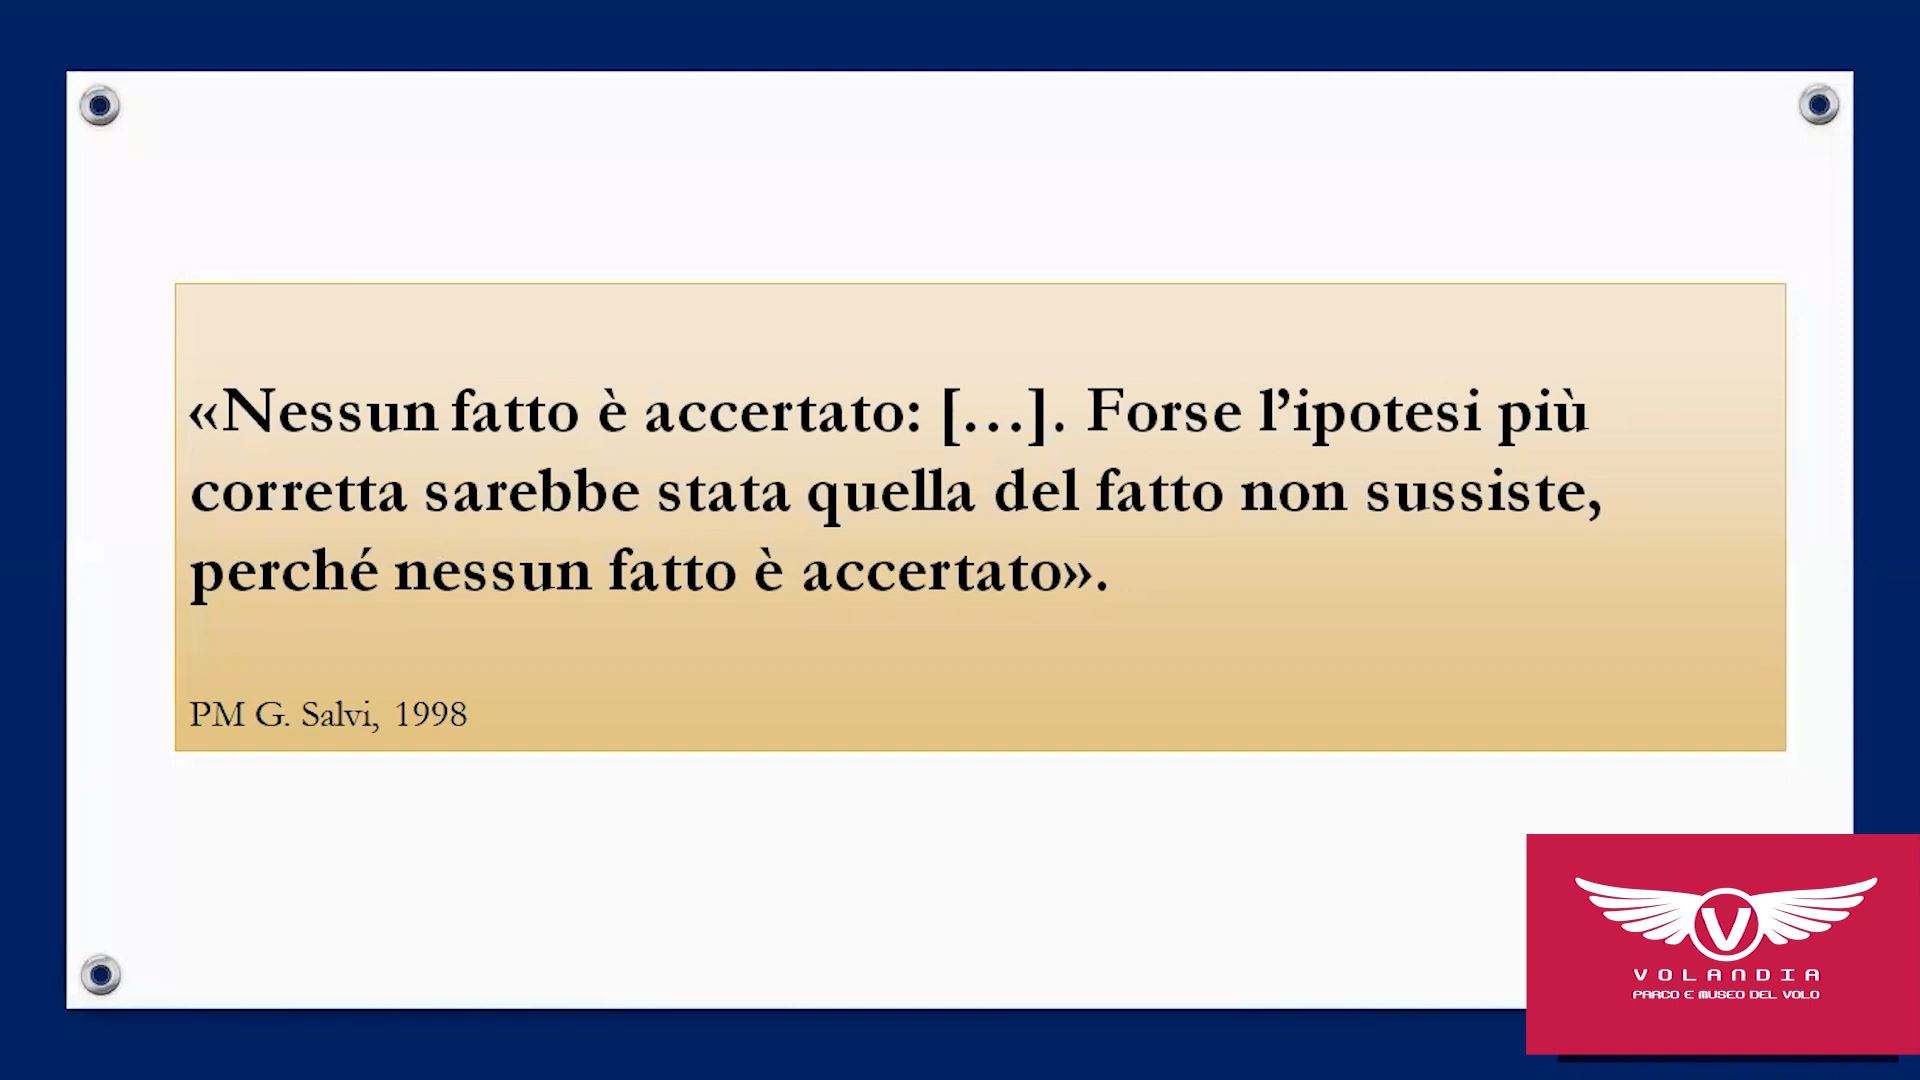 «Nessun fatto è accertato: […]. Forse l’ipotesi più
corretta sarebbe stata quella del fatto non sussiste,
perché nessun fatto è accertato».
PM G. Salvi, 1998
V
VOLANDIA
PARCO E MUSEO DEL VOLO